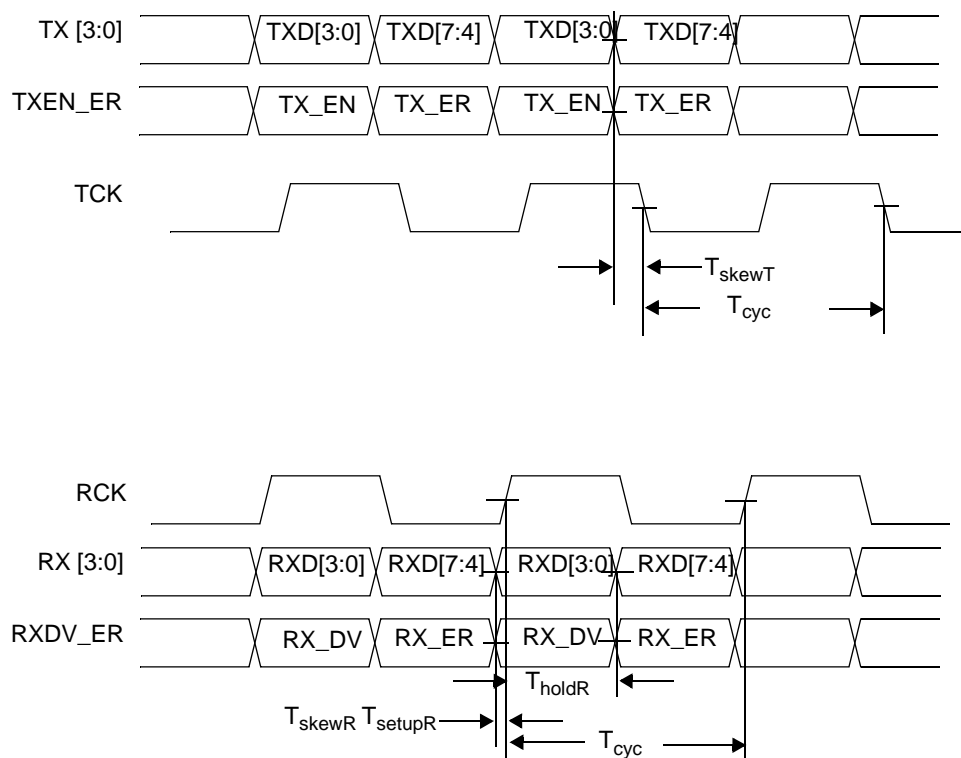 TX [3:0] TXD[3:0] TXD[7:4] TXD[3:0] TXD[7:4]
TXEN_ER TX_EN TX_ER TX_EN TX_ER
TCK
TskewT
Tcyc
RCK
RX [3:0] RXD[3:0] RXD[7:4] RXD[3:0] RXD[7:4]
RXDV_ER RX_DV RX_ER RX_DV RX_ER
TholdR
TskewR TsetupR
Tcyc